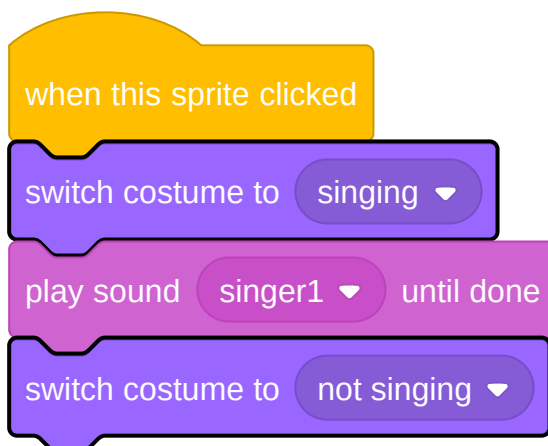 when this sprite clicked
switch costume to singing
play sound singer1 until done
switch costume to not singing